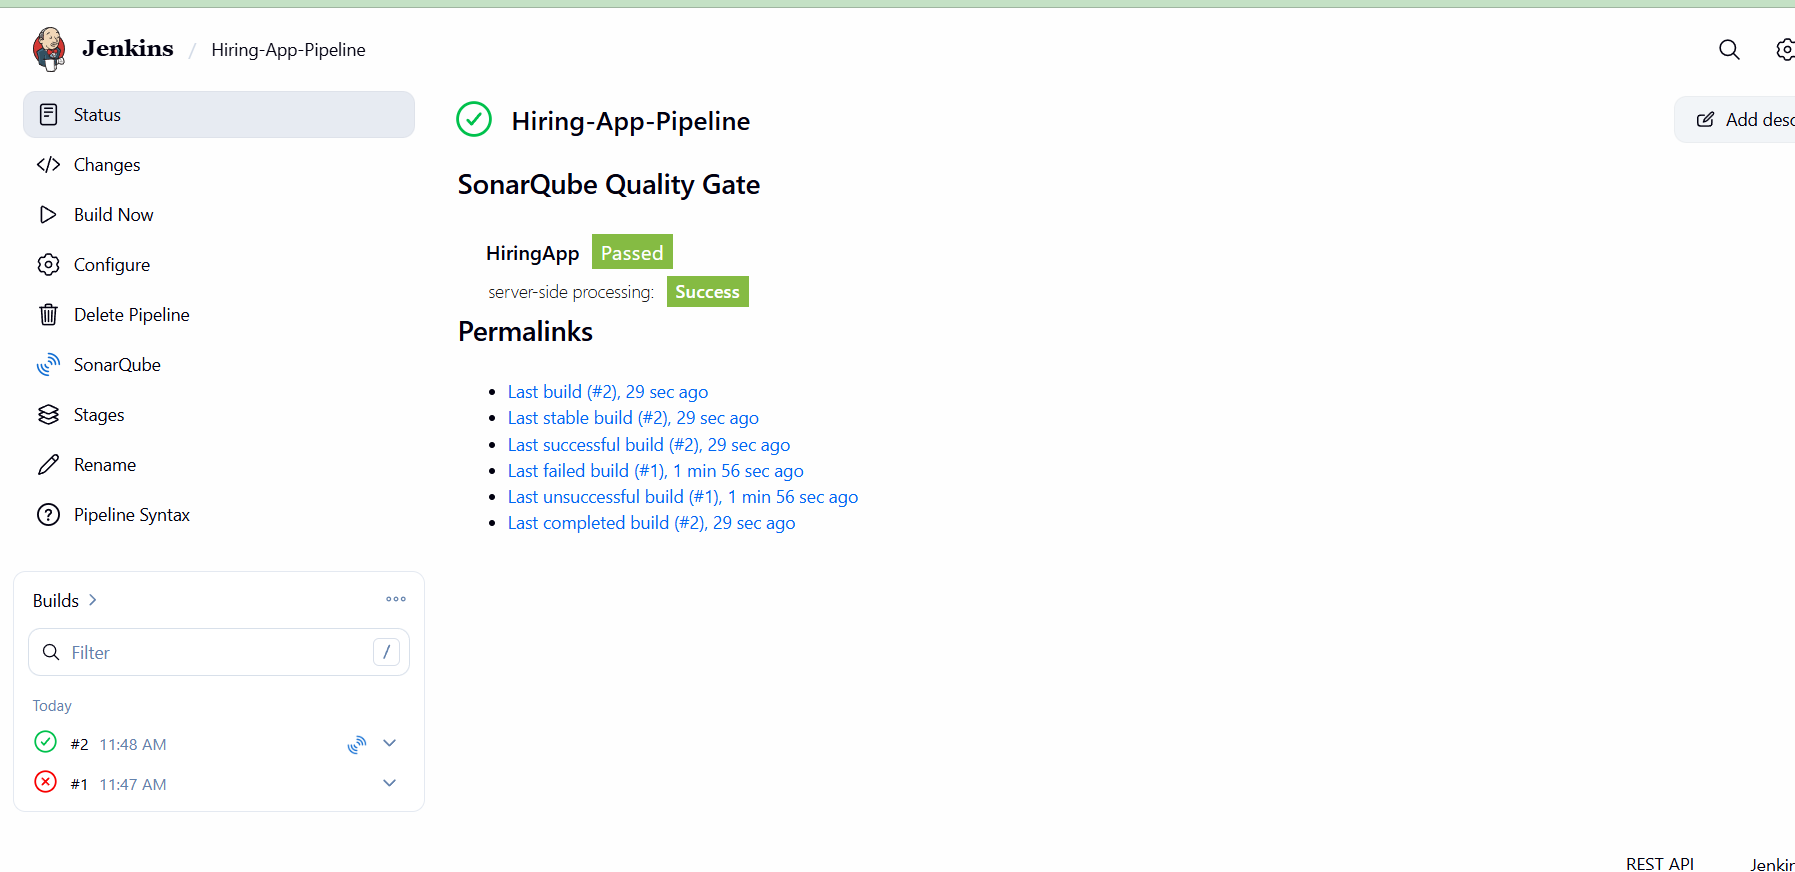 Jenkins / Hiring-App-Pipeline
Status
Changes
Build Now
Configure
Delete Pipeline
SonarQube
Stages
Rename
Pipeline Syntax
Builds
Filter /
Today
#2 11:48 AM
#1 11:47 AM
Hiring-App-Pipeline
Add desc
SonarQube Quality Gate
HiringApp Passed
server-side processing: Success
Permalinks
• Last build (#2), 29 sec ago
• Last stable build (#2), 29 sec ago
• Last successful build (#2), 29 sec ago
• Last failed build (#1), 1 min 56 sec ago
• Last unsuccessful build (#1), 1 min 56 sec ago
• Last completed build (#2), 29 sec ago
REST API Jenkin